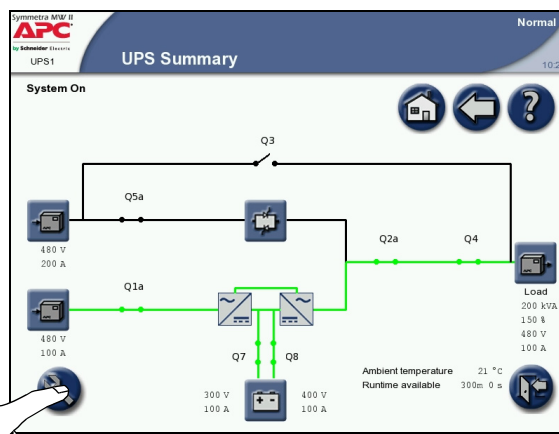 Symmetra MW II
APC
by Schneider Electric
UPS1
UPS Summary
Normal
10:2
System On
Q3
Q5a
480 V
200 A
Q2a
Q4
Q1a
480 V
100 A
Load
200 kVA
150 %
480 V
100 A
Q7
Q8
300 V
100 A
400 V
100 A
Ambient temperature 21 °C
Runtime available 300m 0 s